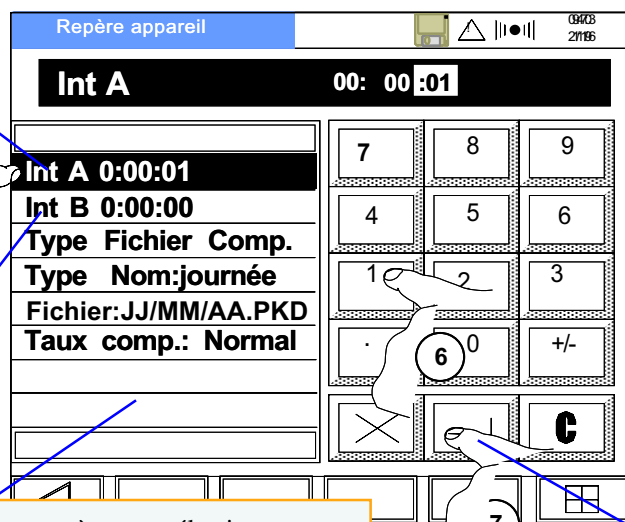 Repère appareil
Int A 00: 00 :01
Int A 0:00:01
Int B 0:00:00
Type Fichier Comp.
Type Nom:journée
Fichier:JJ/MM/AA.PKD
Taux comp.: Normal
7 8 9
4 5 6
1 2 3
. 0 +/-
6
C
7